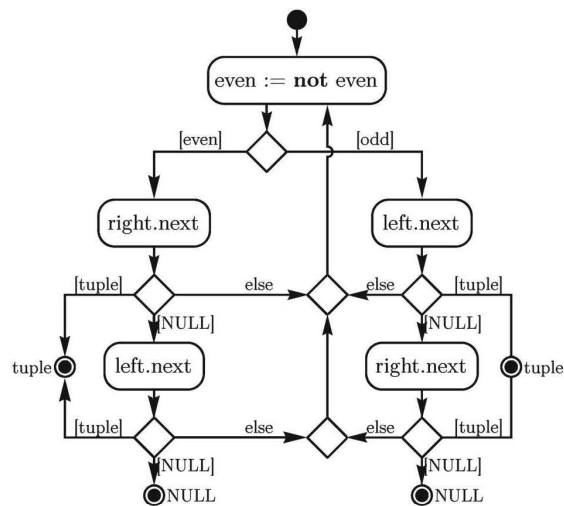 even := not even
[even] [odd]
right.next left.next
[tuple] else else [tuple]
[NULL] [NULL]
tuple left.next right.next tuple
[tuple] else else [tuple]
[NULL] [NULL]
NULL NULL